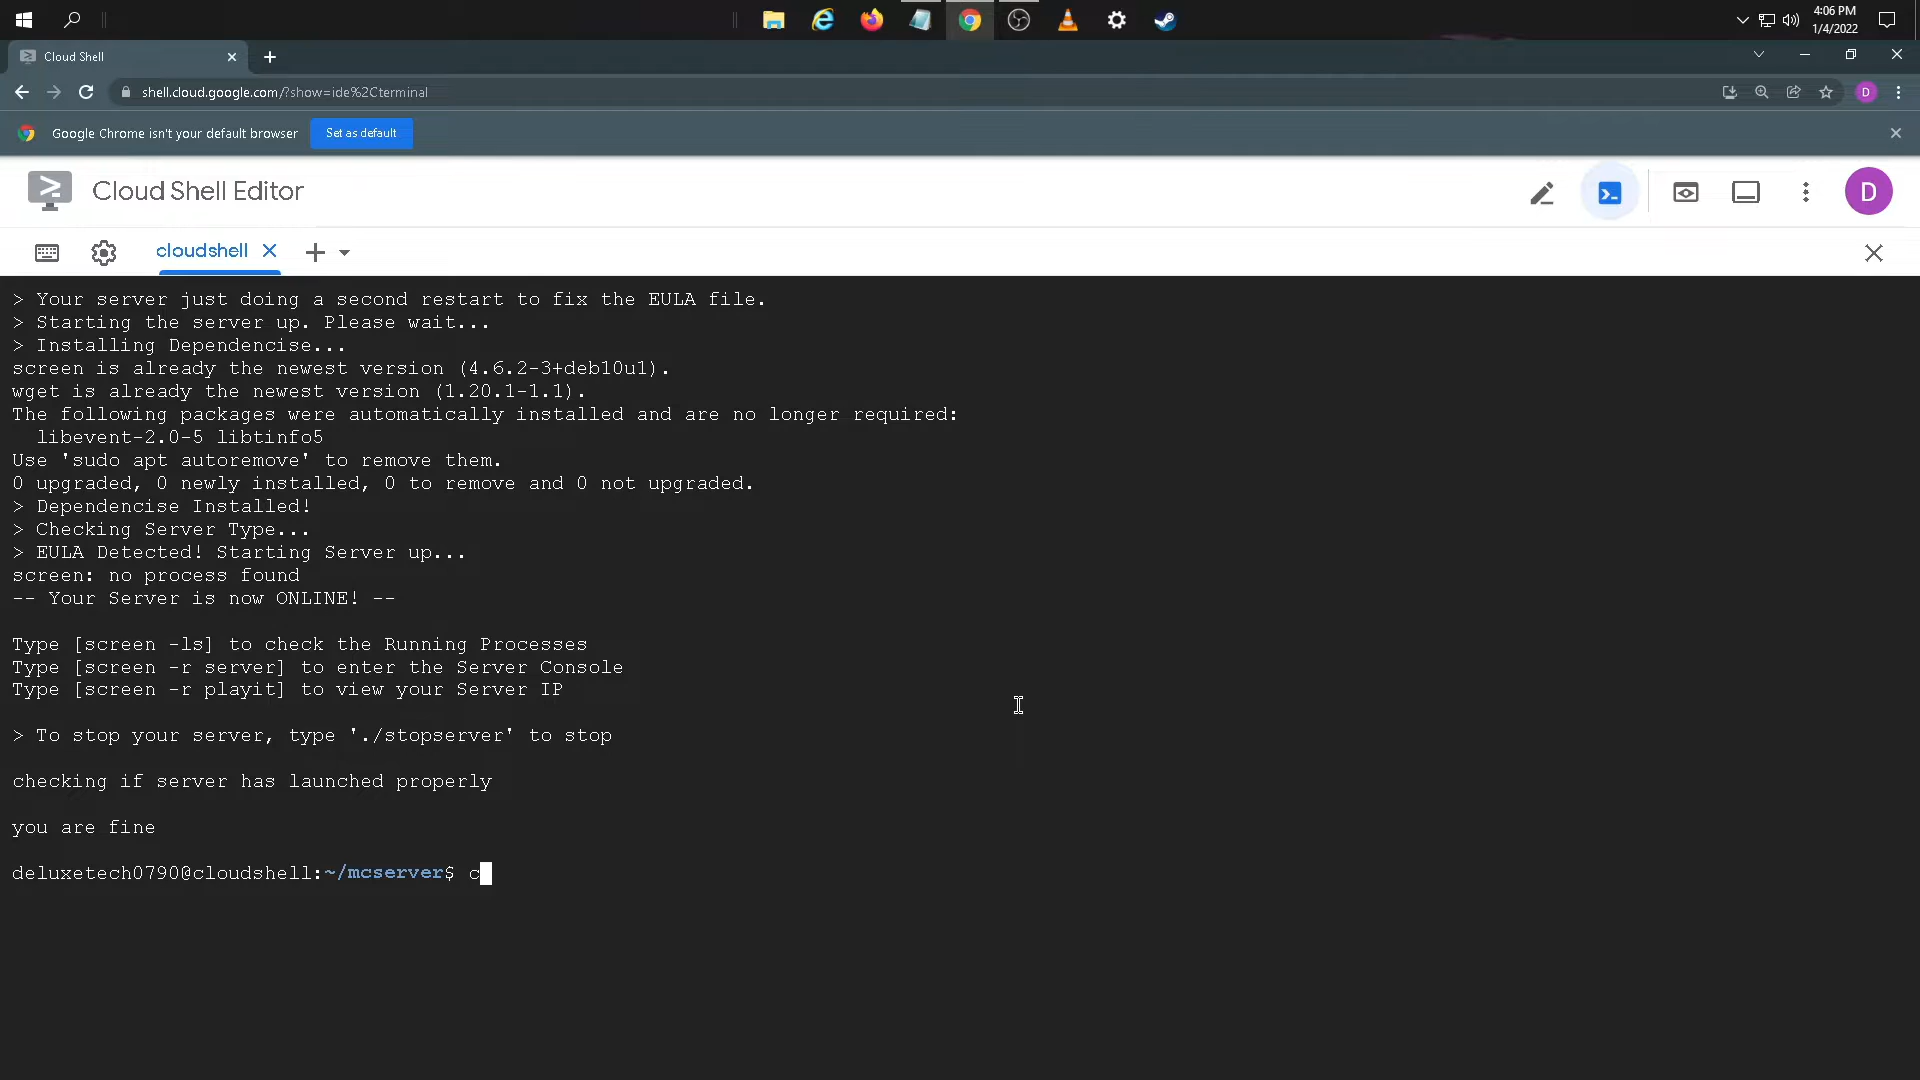 4:06 PM
1/4/2022
Cloud Shell
shell.cloud.google.com/?show=ide%2Cterminal
D
Google Chrome isn't your default browser
Set as default
Cloud Shell Editor
D
cloudshell
> Your server just doing a second restart to fix the EULA file.
> Starting the server up. Please wait...
> Installing Dependencise...
screen is already the newest version (4.6.2-3+deb10u1).
wget is already the newest version (1.20.1-1.1).
The following packages were automatically installed and are no longer required:
libevent-2.0-5 libtinfo5
Use 'sudo apt autoremove' to remove them.
0 upgraded, 0 newly installed, 0 to remove and 0 not upgraded.
> Dependencise Installed!
> Checking Server Type...
> EULA Detected! Starting Server up...
screen: no process found
-- Your Server is now ONLINE! --
Type [screen -ls] to check the Running Processes
Type [screen -r server] to enter the Server Console
Type [screen -r playit] to view your Server IP
> To stop your server, type './stopserver' to stop
checking if server has launched properly
you are fine
deluxetech0790@cloudshell:~/mcserver$ c